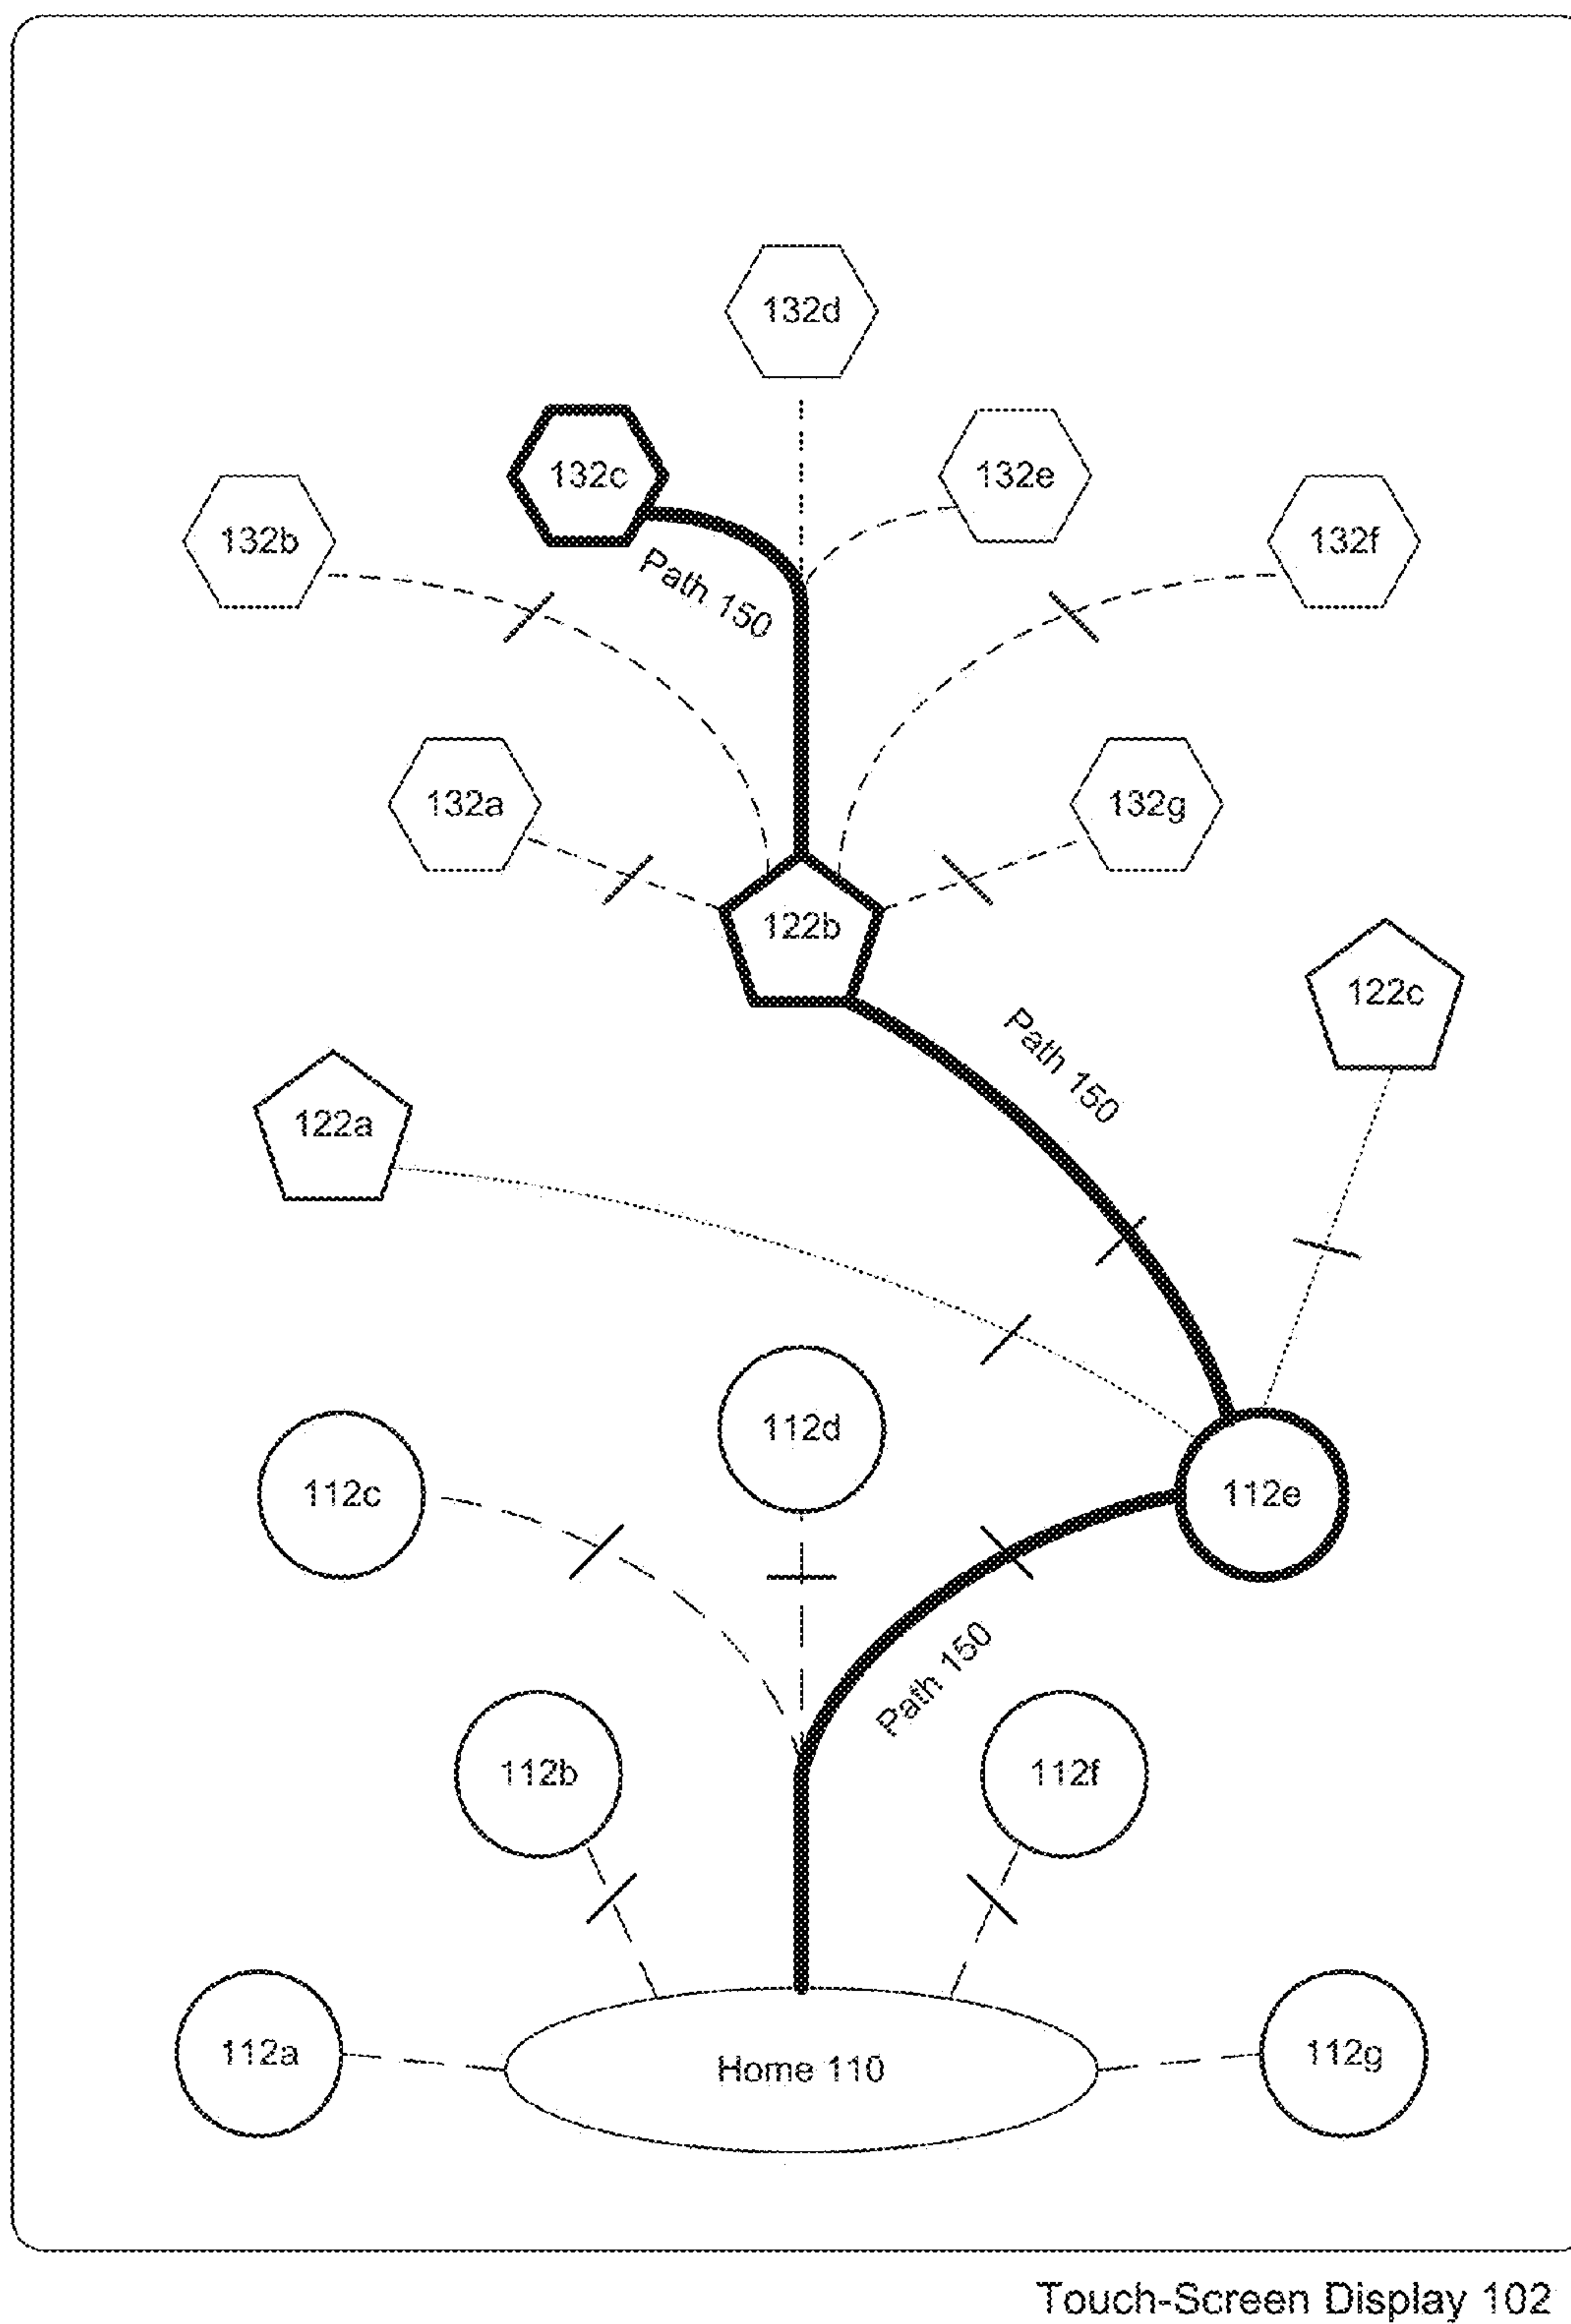 132d
132c
132e
132b
132f
Path 150
132a
132g
122b
122c
Path 150
122a
112d
112c
112e
Path 150
112b
112f
112a
Home 110
112g
Touch-Screen Display 102